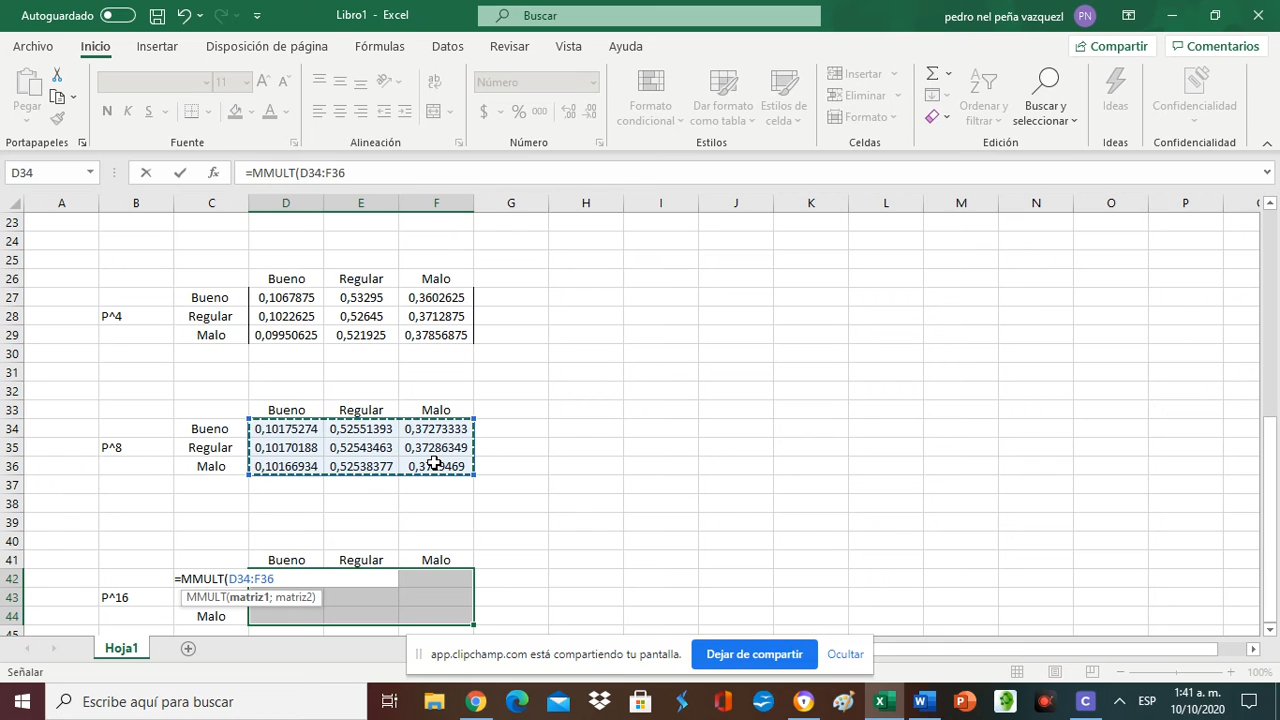 Autoguardado
Libro1 - Excel
Buscar
pedro nel peña vazquezl
PN
Archivo Inicio Insertar Disposición de página Fórmulas Datos Revisar Vista Ayuda
Compartir Comentarios
Pegar
11
N K S
Número
$ % 000
Formato condicional
Dar formato como tabla
Estilos de celda
Insertar
Eliminar
Formato
Ordenar y filtrar
Buscar y seleccionar
Ideas
Confidencialidad
Portapapeles Fuente Alineación Número Estilos Celdas Edición Ideas Confidencialidad
D34 fx =MMULT(D34:F36
A B C D E F G H I J K L M N O P
23
24
25
26 Bueno Regular Malo
27 Bueno 0,1067875 0,53295 0,3602625
28 P^4 Regular 0,1022625 0,52645 0,3712875
29 Malo 0,09950625 0,521925 0,37856875
30
31
32
33 Bueno Regular Malo
34 Bueno 0,10175274 0,52551393 0,37273333
35 P^8 Regular 0,10170188 0,52543463 0,37286349
36 Malo 0,10166934 0,52538377
37
38
39
40
41 Bueno Regular Malo
42 =MMULT(D34:F36
43 P^16 MMULT(matriz1; matriz2)
44 Malo
45
Hoja1
app.clipchamp.com está compartiendo tu pantalla. Dejar de compartir Ocultar
Señalar
100%
Escribe aquí para buscar
ESP
1:41 a. m.
10/10/2020